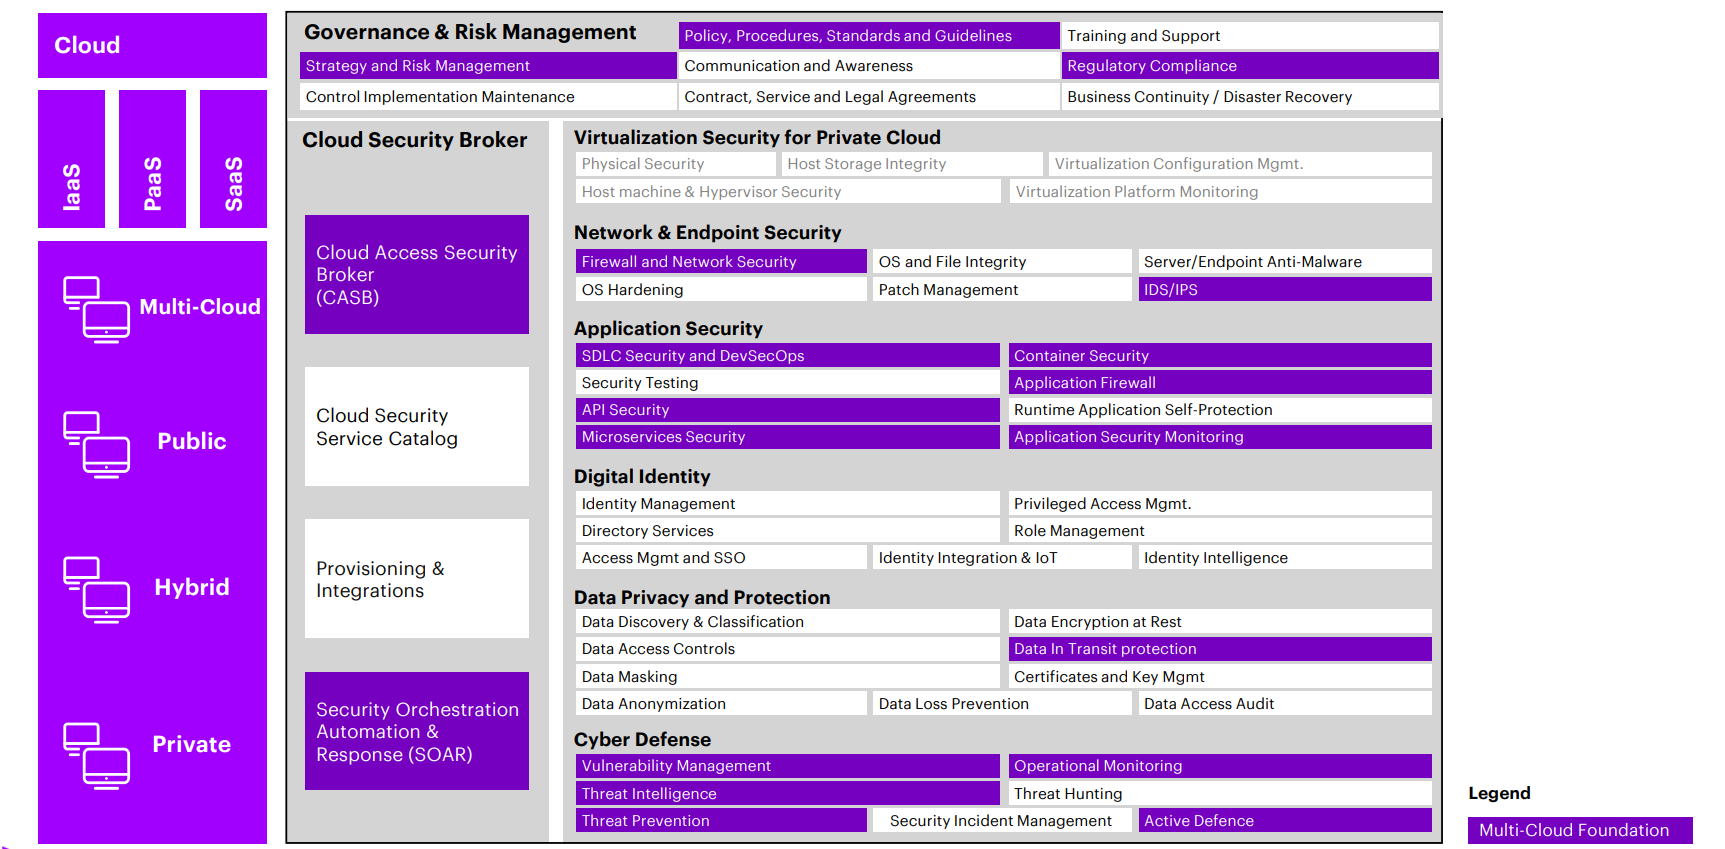 Cloud
IaaS
PaaS
SaaS
Multi-Cloud
Public
Hybrid
Private
Governance & Risk Management
Policy, Procedures, Standards and Guidelines
Training and Support
Strategy and Risk Management
Communication and Awareness
Regulatory Compliance
Control Implementation Maintenance
Contract, Service and Legal Agreements
Business Continuity / Disaster Recovery
Cloud Security Broker
Cloud Access Security
Broker
(CASB)
Cloud Security
Service Catalog
Provisioning &
Integrations
Security Orchestration
Automation &
Response (SOAR)
Virtualization Security for Private Cloud
Physical Security
Host Storage Integrity
Virtualization Configuration Mgmt.
Host machine & Hypervisor Security
Virtualization Platform Monitoring
Network & Endpoint Security
Firewall and Network Security
OS and File Integrity
Server/Endpoint Anti-Malware
OS Hardening
Patch Management
IDS/IPS
Application Security
SDLC Security and DevSecOps
Container Security
Security Testing
Application Firewall
API Security
Runtime Application Self-Protection
Microservices Security
Application Security Monitoring
Digital Identity
Identity Management
Privileged Access Mgmt.
Directory Services
Role Management
Access Mgmt and SSO
Identity Integration & IoT
Identity Intelligence
Data Privacy and Protection
Data Discovery & Classification
Data Encryption at Rest
Data Access Controls
Data In Transit protection
Data Masking
Certificates and Key Mgmt
Data Anonymization
Data Loss Prevention
Data Access Audit
Cyber Defense
Vulnerability Management
Operational Monitoring
Threat Intelligence
Threat Hunting
Threat Prevention
Security Incident Management
Active Defence
Legend
Multi-Cloud Foundation